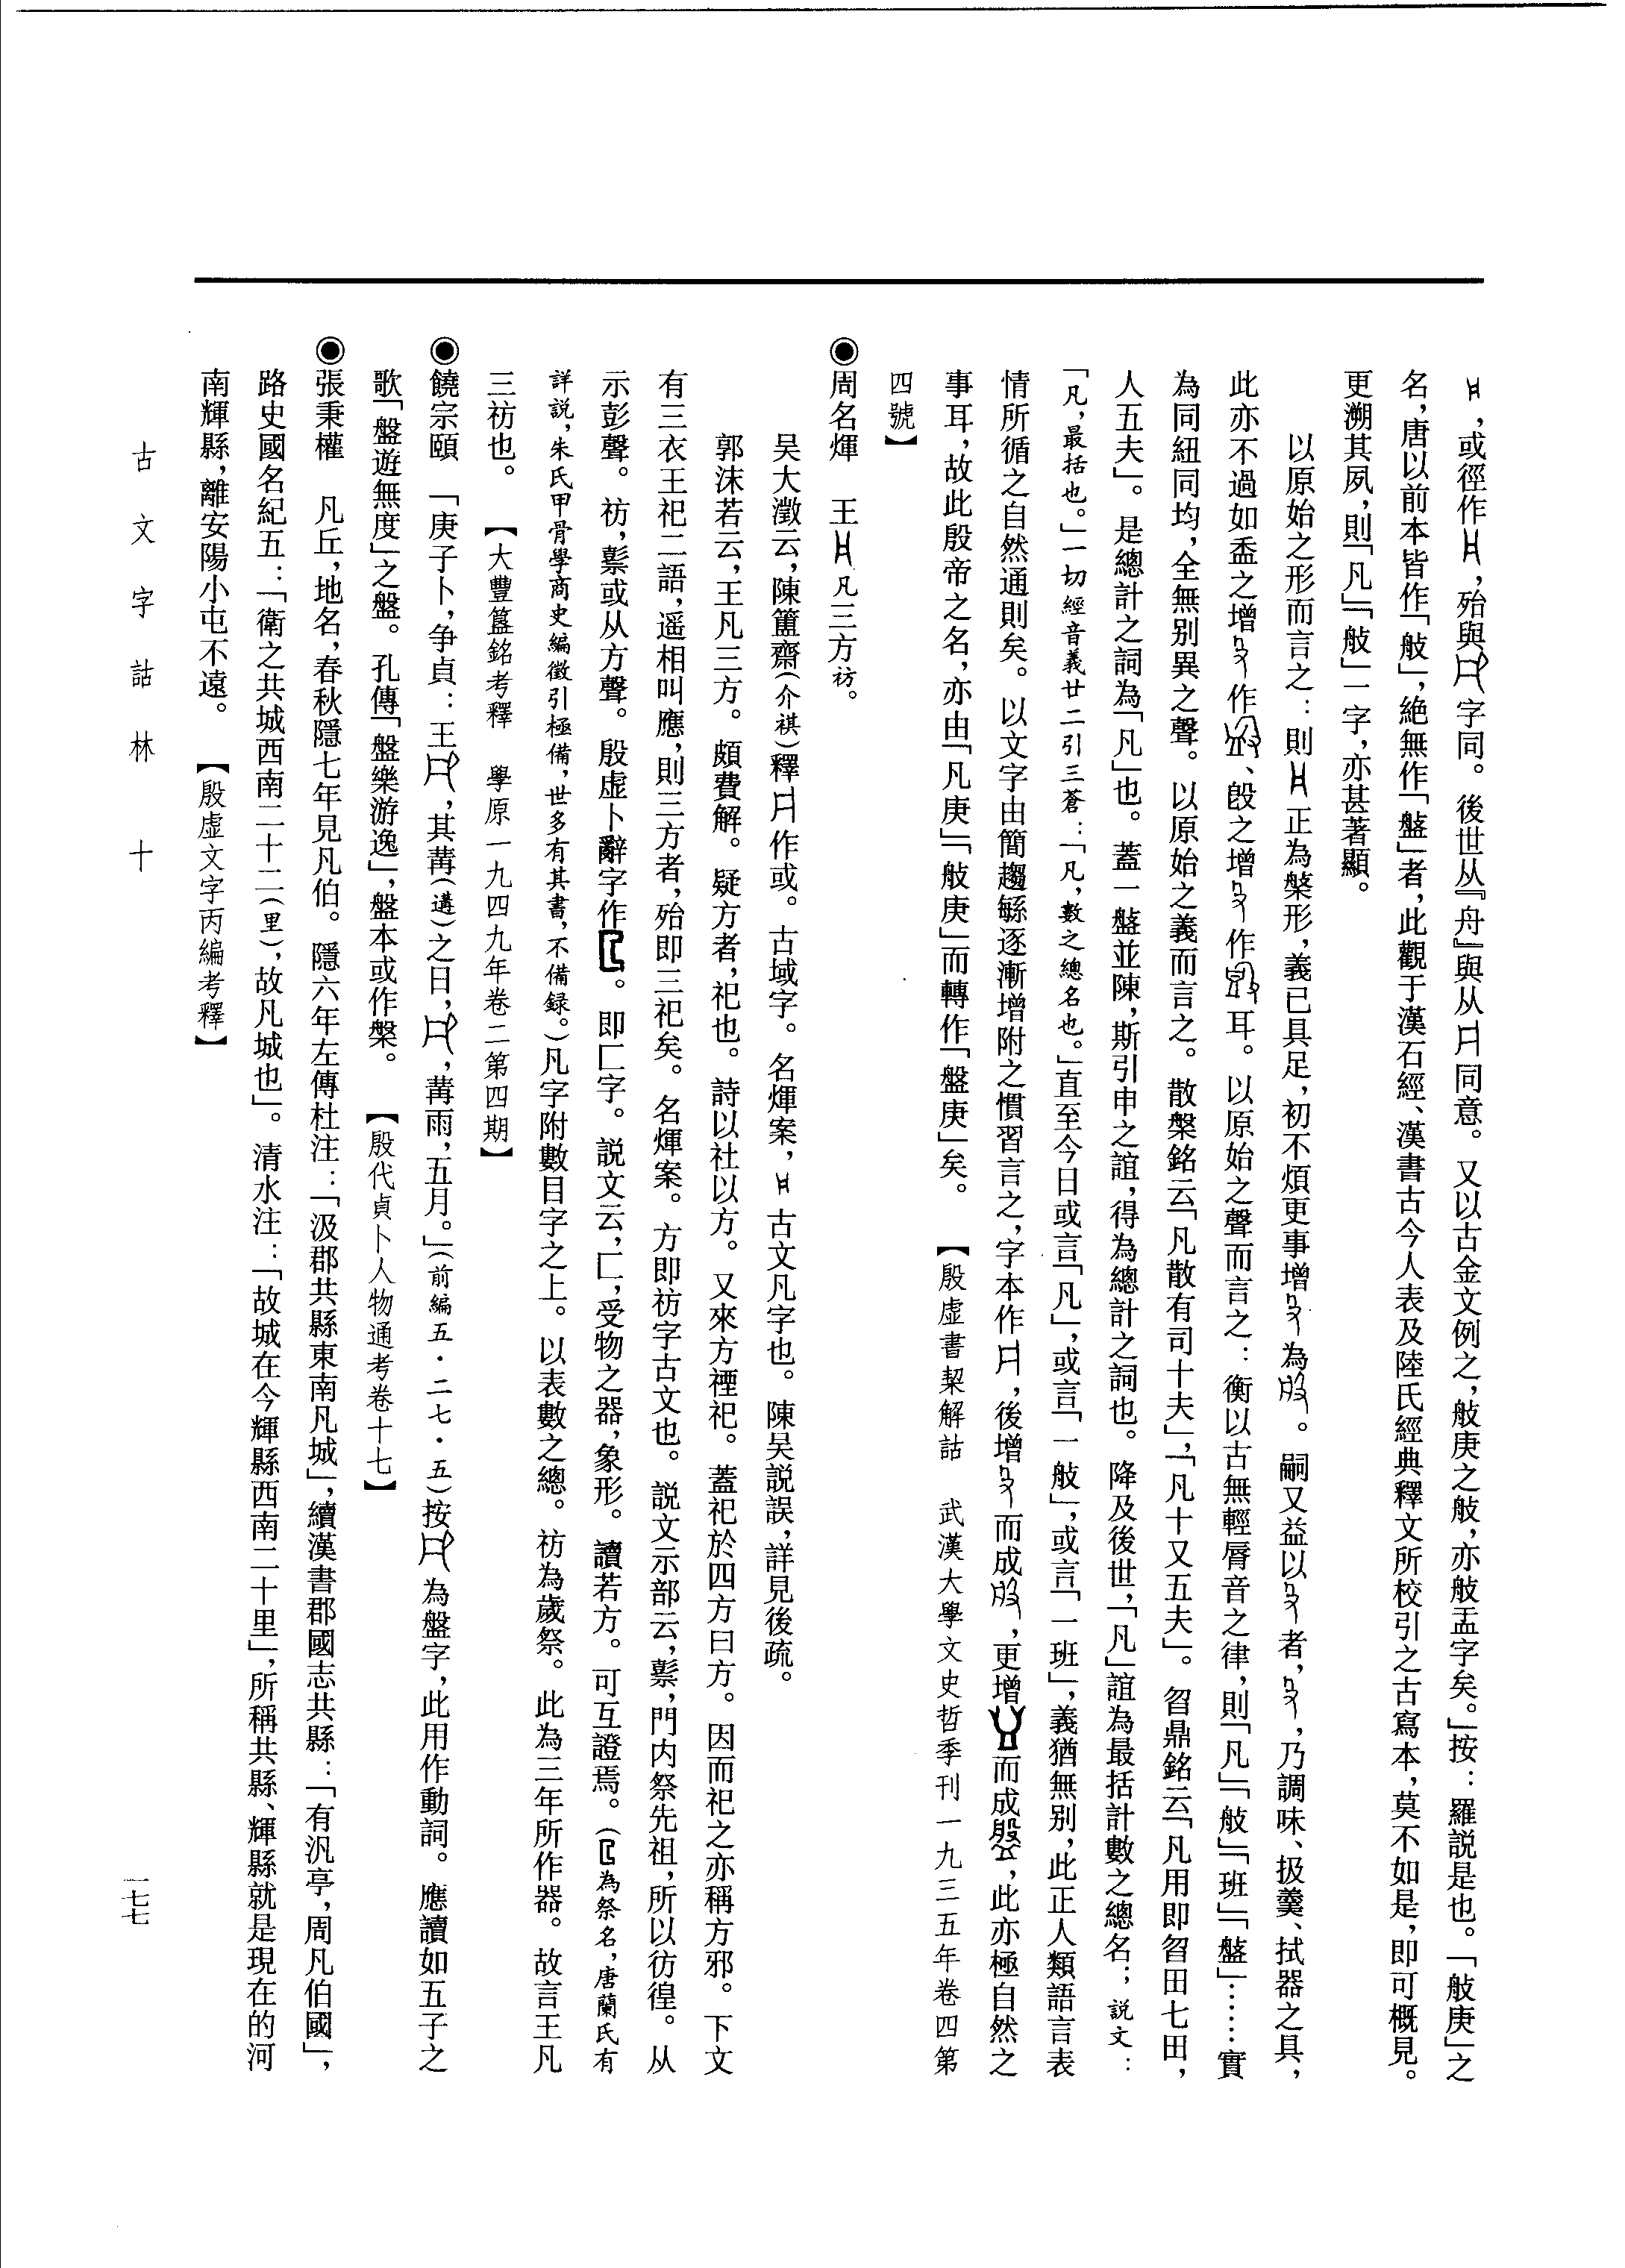 ，或徑作，殆與字同。後世从『舟』與从同意。又以古金文例之，般庚之般，亦般盂字矣。」按：羅説是也。「般庚」之
名，唐以前本皆作「般」，絶無作「盤」者，此觀于漢石經、漢書古今人表及陸氏經典釋文所校引之古寫本，莫不如是，即可概見。
更溯其夙，則「凡」「般」一字，亦甚著顯。
以原始之形而言之：則正為槃形，義已具足，初不煩更事增為。嗣又益以者，，乃調味、扱羹、拭器之具，
此亦不過如盉之增作、𣪘之增作耳。以原始之聲而言之：衡以古無輕脣音之律，則「凡」「般」「班」「盤」……實
為同紐同均，全無别異之聲。以原始之義而言之。散槃銘云「凡散有司十夫」，「凡十又五夫」。曶鼎銘云「凡用即曶田七田，
人五夫」。是總計之詞為「凡」也。蓋一盤並陳，斯引申之誼，得為總計之詞也。降及後世，「凡」誼為最括計數之總名；説文：
「凡，最括也。」一切經音義廿二引三蒼：「凡，數之總名也。」直至今日或言「凡」，或言「一般」，或言「一班」，義猶無别，此正人類語言表
情所循之自然通則矣。以文字由簡趨緐逐漸增附之慣習言之，字本作，後增而成，更增而成，此亦極自然之
事耳，故此殷帝之名，亦由「凡庚」「般庚」而轉作「盤庚」矣。　【殷虛書栔解詁　武漢大學文史哲季刊一九三五年卷四第
四號】
◉周名煇　王凡三方祊。
吴大澂云，陳簠齋（介祺）釋作或。古域字。名煇案，古文凡字也。陳吴説誤，詳見後疏。
郭沫若云，王凡三方。頗費解。疑方者，祀也。詩以社以方。又來方禋祀。蓋祀於四方曰方。因而祀之亦稱方邪。下文
有三衣王祀二語，遥相叫應，則三方者，殆即三祀矣。名煇案。方即祊字古文也。説文示部云，𥛱，門内祭先祖，所以彷徨。从
示彭聲。祊，𥛱或从方聲。殷虚卜辭字作。即匚字。説文云，匚，受物之器，象形。讀若方。可互證焉。（為祭名，唐蘭氏有
詳説，朱氏甲骨學商史編徵引極備，世多有其書，不備録。）凡字附數目字之上。以表數之總。祊為歲祭。此為三年所作器。故言王凡
三祊也。　【大豐簋銘考釋　學原一九四九年卷二第四期】
◉饒宗頤　「庚子卜，争貞：王，其冓（遘）之日，，冓雨，五月。」（前編五・二七・五）按為盤字，此用作動詞。應讀如五子之
歌「盤遊無度」之盤。孔傳「盤樂游逸」，盤本或作槃。　【殷代貞卜人物通考卷十七】
◉張秉權　凡丘，地名，春秋隱七年見凡伯。隱六年左傳杜注：「汲郡共縣東南凡城」，續漢書郡國志共縣：「有汎亭，周凡伯國」，
路史國名紀五：「衛之共城西南二十二（里），故凡城也」。清水注：「故城在今輝縣西南二十里」，所稱共縣、輝縣就是現在的河
南輝縣，離安陽小屯不遠。　【殷虛文字丙編考釋】
古文字詁林　十
一七七